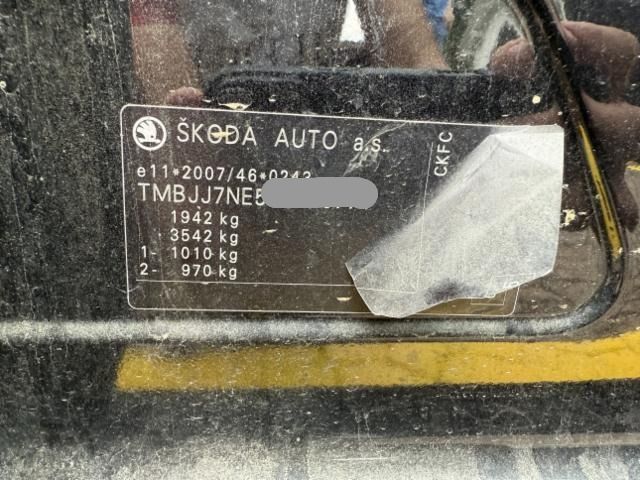 ŠKODA AUTO a.s.
CKFC
e11*2007/46*0243
TMBJJ7NE5
1942 kg
3542 kg
1- 1010 kg
2- 970 kg